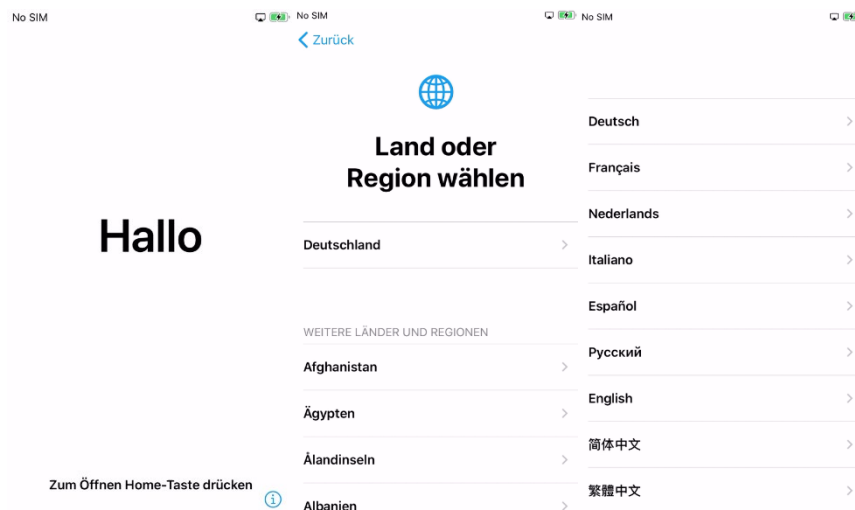 No SIM
Hallo
Zum Öffnen Home-Taste drücken
No SIM
Zurück
Land oder
Region wählen
Deutschland
WEITERE LÄNDER UND REGIONEN
Afghanistan
Ägypten
Ålandinseln
Albanien
No SIM
Deutsch
Français
Nederlands
Italiano
Español
Русский
English
简体中文
繁體中文